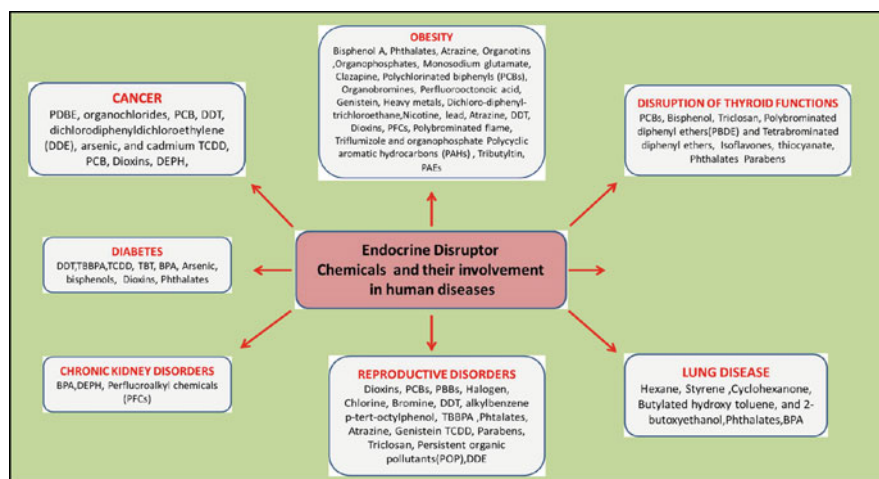 OBESITY
Bisphenol A, Phthalates, Atrazine, Organotins
,Organophosphates, Monosodium glutamate,
Clazapine, Polychlorinated biphenyls (PCBs),
Organobromines, Perfluorooctonoic acid,
Genistein, Heavy metals, Dichloro-diphenyl-
trichloroethane,Nicotine, lead, Atrazine, DDT,
Dioxins, PFCs, Polybrominated flame,
Triflumizole and organophosphate Polycyclic
aromatic hydrocarbons (PAHs) , Tributyltin,
PAEs
CANCER
PDBE, organochlorides, PCB, DDT,
dichlorodiphenyldichloroethylene
(DDE), arsenic, and cadmium TCDD,
PCB, Dioxins, DEPH,
DISRUPTION OF THYROID FUNCTIONS
PCBs, Bisphenol, Triclosan, Polybrominated
diphenyl ethers(PBDE) and Tetrabrominated
diphenyl ethers, Isoflavones, thiocyanate,
Phthalates Parabens
Endocrine Disruptor
Chemicals and their involvement
in human diseases
DIABETES
DDT,TBBPA,TCDD, TBT, BPA, Arsenic,
bisphenols, Dioxins, Phthalates
CHRONIC KIDNEY DISORDERS
BPA,DEPH, Perfluoroalkyl chemicals
(PFCs)
REPRODUCTIVE DISORDERS
Dioxins, PCBs, PBBs, Halogen,
Chlorine, Bromine, DDT, alkylbenzene
p-tert-octylphenol, TBBPA ,Phtalates,
Atrazine, Genistein TCDD, Parabens,
Triclosan, Persistent organic
pollutants(POP),DDE
LUNG DISEASE
Hexane, Styrene ,Cyclohexanone,
Butylated hydroxy toluene, and 2-
butoxyethanol,Phthalates,BPA